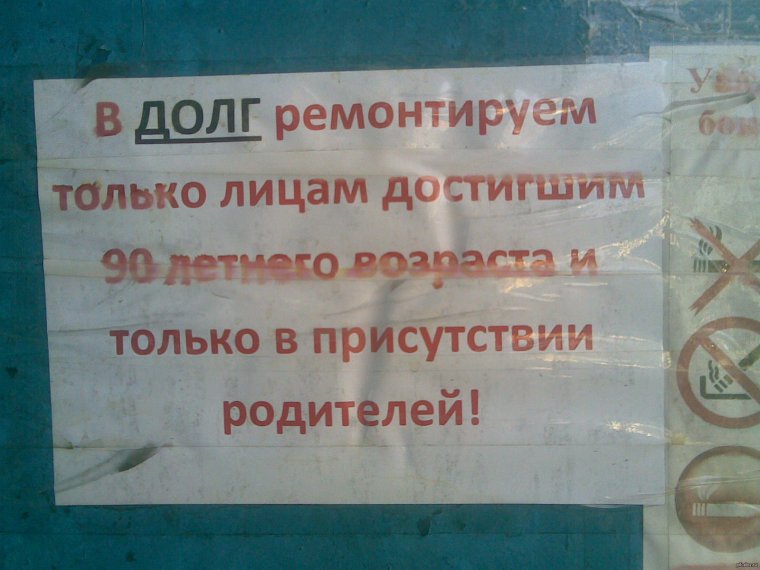 В ДОЛГ ремонтируем
только лицам достигшим
90 летнего возраста и
только в присутствии
родителей!